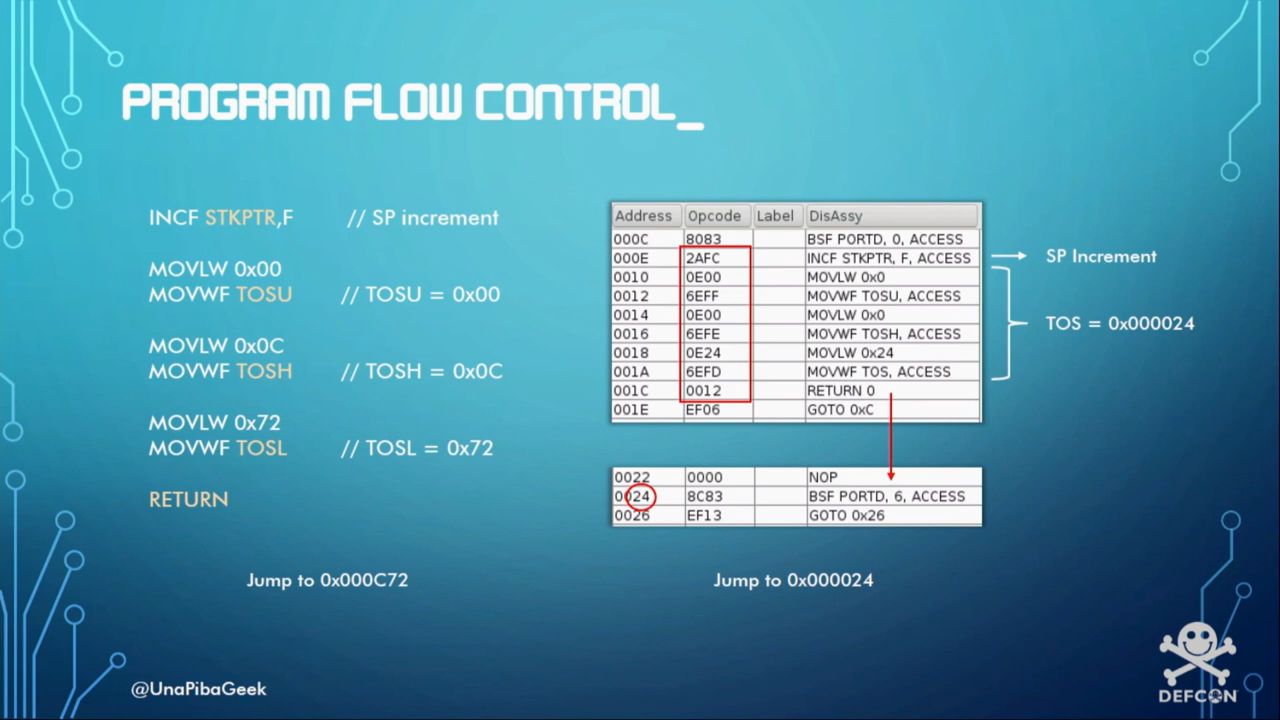 PROGRAM FLOW CONTROL_
INCF STKPTR,F // SP increment
MOVLW 0x00
MOVWF TOSU // TOSU = 0x00
MOVLW 0x0C
MOVWF TOSH // TOSH = 0x0C
MOVLW 0x72
MOVWF TOSL // TOSL = 0x72
RETURN
Jump to 0x000C72
Address Opcode Label DisAssy
000C 8083 BSF PORTD, 0, ACCESS
000E 2AFC INCF STKPTR, F, ACCESS
0010 0E00 MOVLW 0x0
0012 6EFF MOVWF TOSU, ACCESS
0014 0E00 MOVLW 0x0
0016 6EFE MOVWF TOSH, ACCESS
0018 0E24 MOVLW 0x24
001A 6EFD MOVWF TOS, ACCESS
001C 0012 RETURN 0
001E EF06 GOTO 0xC
SP Increment
TOS = 0x000024
0022 0000 NOP
0024 8C83 BSF PORTD, 6, ACCESS
0026 EF13 GOTO 0x26
Jump to 0x000024
@UnaPibaGeek
DEFCON